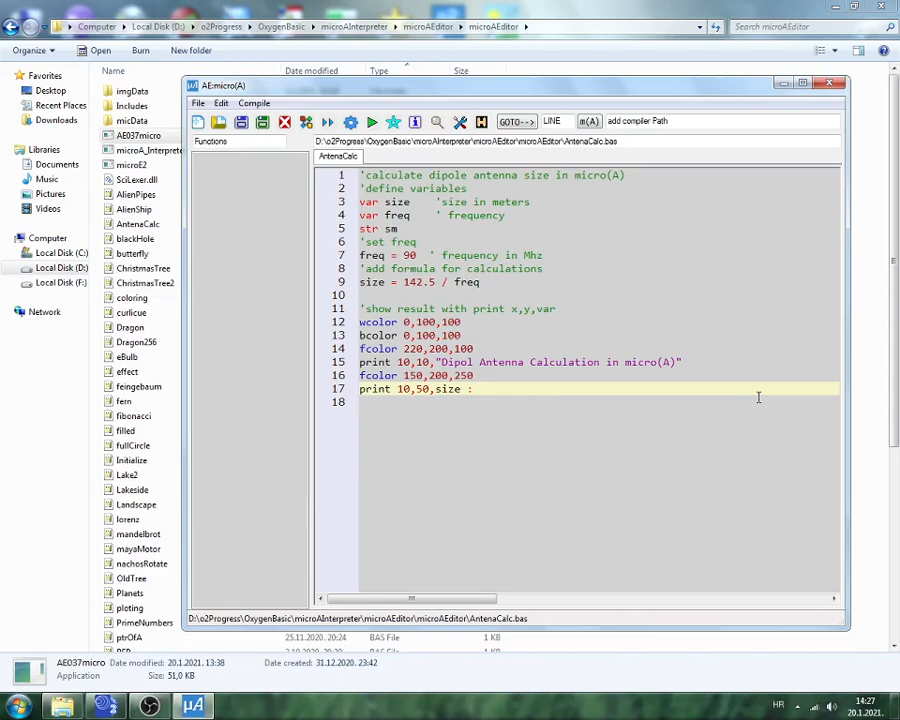 Computer
Local Disk (D:)
o2Progress
OxygenBasic
microAInterpreter
microAEditor
microAEditor
Search microAEditor
Organize
Open
Burn
New folder
Name
Date modified
Type
Size
Favorites
Desktop
Recent Places
Downloads
Libraries
Documents
Music
Pictures
Videos
Computer
Local Disk (C:)
Local Disk (D:)
Local Disk (F:)
Network
imgData
Includes
micData
AE037micro
microA_Interprete
microE2
SciLexer.dll
AlienPipes
AlienShip
AntenaCalc
blackHole
butterfly
ChristmasTree
ChristmasTree2
coloring
curlicue
Dragon
Dragon256
eBulb
effect
feingebaum
fern
fibonacci
filled
fullCircle
Initialize
Lake2
Lakeside
Landscape
lorenz
mandelbrot
mayaMotor
nachosRotate
OldTree
Planets
ploting
PrimeNumbers
ptrOfA
25.11.2020. 20:24
BAS File
1 KB
BAS File
1 KB
AE:micro(A)
File Edit Compile
GOTO-->
LINE
m(A)
add compiler Path
Functions
D:\o2Progress\OxygenBasic\microAInterpreter\microAEditor\microAEditor\AntenaCalc.bas
AntenaCalc
1 'calculate dipole antenna size in micro(A)
2 'define variables
3 var size 'size in meters
4 var freq ' frequency
5 str sm
6 'set freq
7 freq = 90 ' frequency in Mhz
8 'add formula for calculations
9 size = 142.5 / freq
10
11 'show result with print x,y,var
12 wcolor 0,100,100
13 bcolor 0,100,100
14 fcolor 220,200,100
15 print 10,10,"Dipol Antenna Calculation in micro(A)"
16 fcolor 150,200,250
17 print 10,50,size :
18
D:\o2Progress\OxygenBasic\microAInterpreter\microAEditor\microAEditor\AntenaCalc.bas
AE037micro
Date modified: 20.1.2021. 13:38
Date created: 31.12.2020. 23:42
Application
Size: 51,0 KB
µA
HR
14:27
20.1.2021.